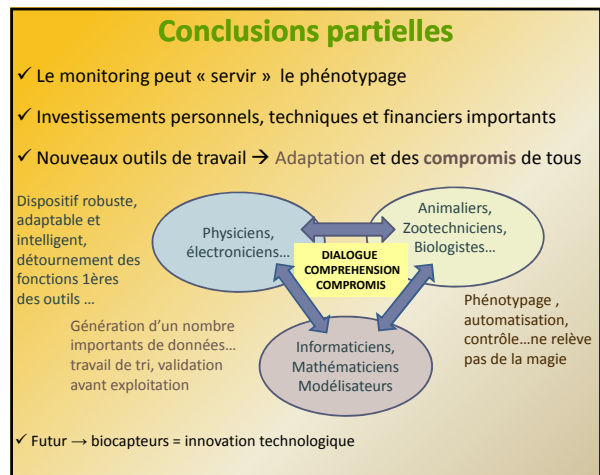 Conclusions partielles
✓ Le monitoring peut « servir » le phénotypage
✓ Investissements personnels, techniques et financiers importants
✓ Nouveaux outils de travail → Adaptation et des compromis de tous
Dispositif robuste,
adaptable et
intelligent,
détournement des
fonctions 1ères
des outils …
Physiciens,
électroniciens…
Animaliers,
Zootechniciens,
Biologistes…
DIALOGUE
COMPREHENSION
COMPROMIS
Génération d’un nombre
importants de données…
travail de tri, validation
avant exploitation
Informaticiens,
Mathématiciens
Modélisateurs
Phénotypage ,
automatisation,
contrôle…ne relève
pas de la magie
✓ Futur → biocapteurs = innovation technologique